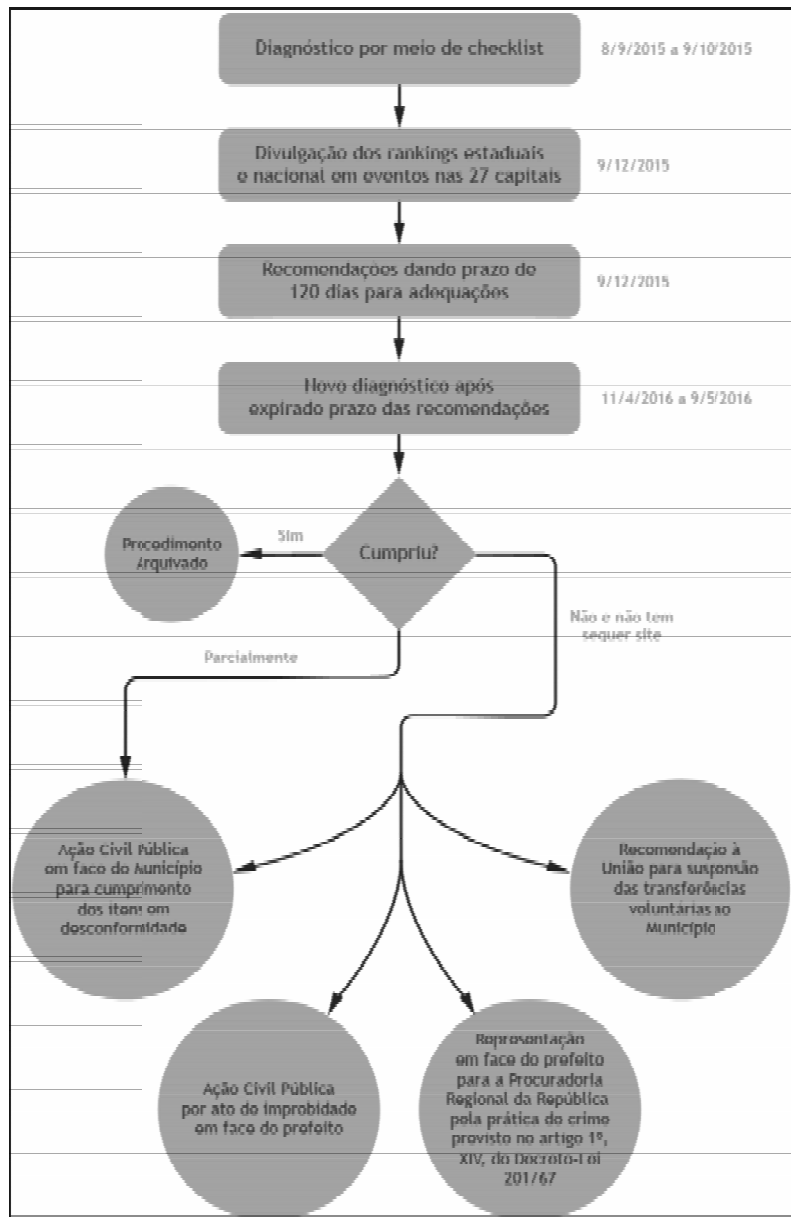 Diagnóstico por meio de checklist
8/9/2015 a 9/10/2015
Divulgação dos rankings estaduais
e nacional em eventos nas 27 capitais
9/12/2015
Recomendações dando prazo de
120 dias para adequações
9/12/2015
Novo diagnóstico após
expirado prazo das recomendações
11/4/2016 a 9/5/2016
Cumpriu?
Sim
Procedimento
Arquivado
Não e não tem
sequer site
Parcialmente
Ação Civil Pública
em face do Município
para cumprimento
dos itens em
desconformidade
Recomendação à
União para suspensão
das transferências
voluntárias ao
Município
Ação Civil Pública
por ato de improbidade
em face do prefeito
Representação
em face do prefeito
para a Procuradoria
Regional da República
pela prática do crime
previsto no artigo 1º,
XIV, do Decreto-Lei
201/67